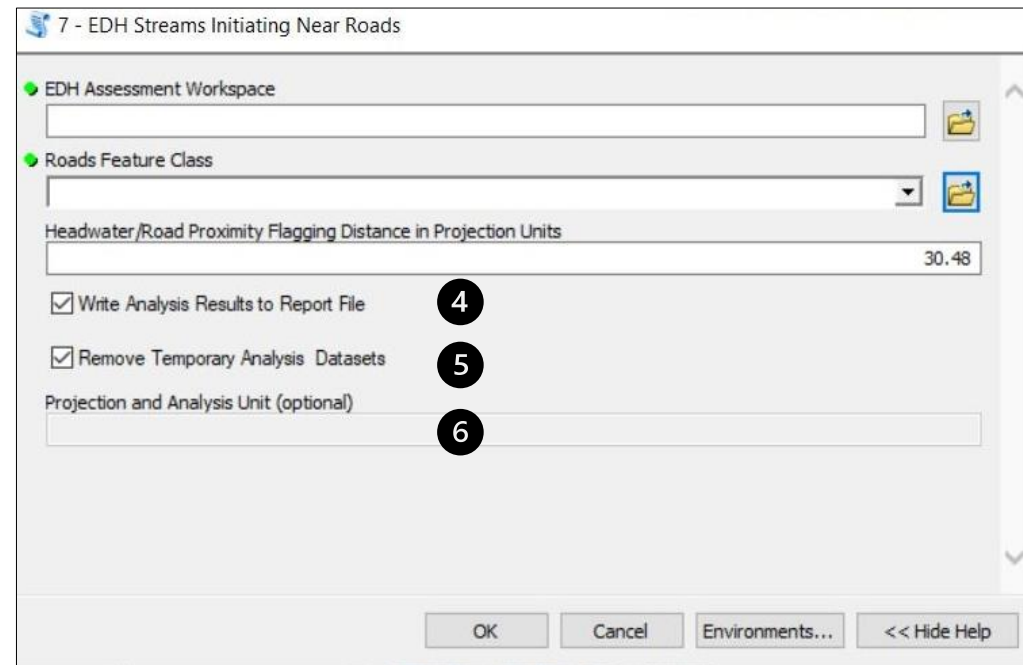 7 - EDH Streams Initiating Near Roads
EDH Assessment Workspace
Roads Feature Class
Headwater/Road Proximity Flagging Distance in Projection Units
30.48
Write Analysis Results to Report File
4
Remove Temporary Analysis  Datasets
5
Projection and Analysis Unit (optional)
6
OK Cancel Environments... << Hide Help